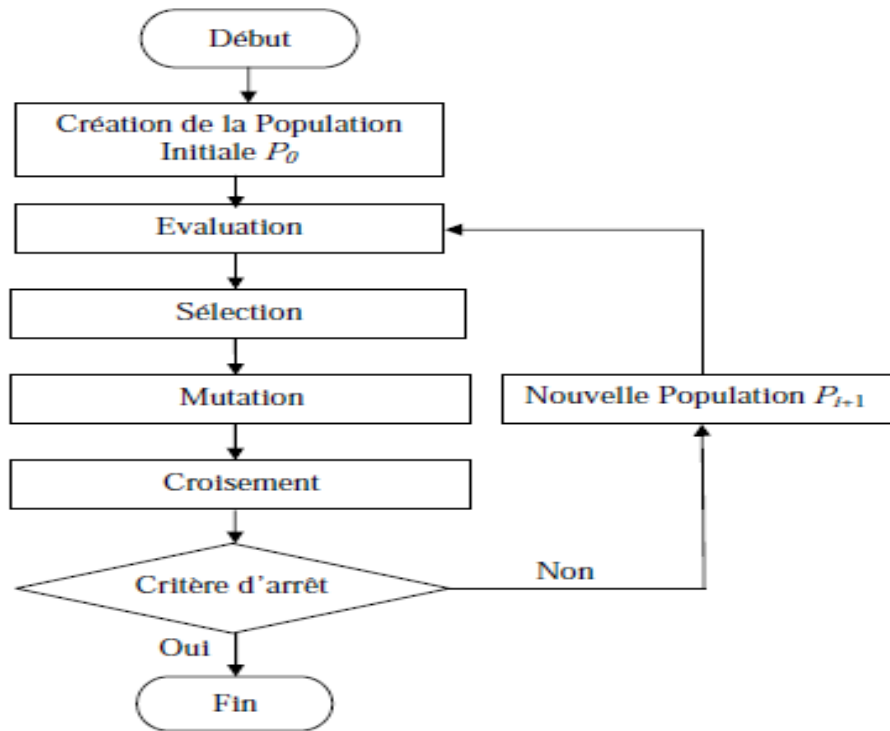 Début
Création de la Population
Initiale P₀
Evaluation
Sélection
Mutation
Nouvelle Population Pᵢ₊₁
Croisement
Critère d’arrêt
Non
Oui
Fin